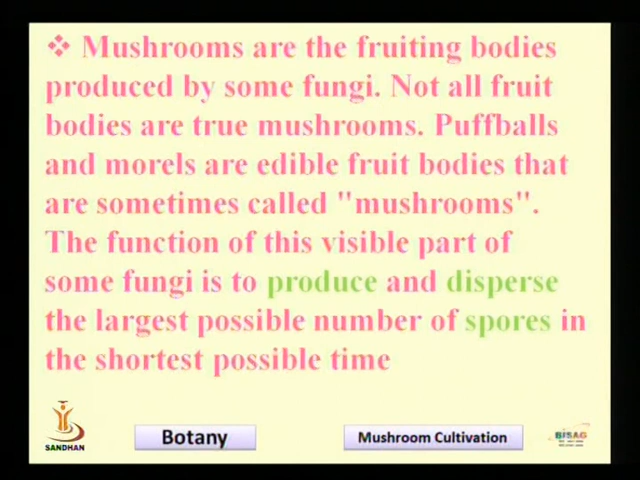 ❖ Mushrooms are the fruiting bodies
produced by some fungi. Not all fruit
bodies are true mushrooms. Puffballs
and morels are edible fruit bodies that
are sometimes called "mushrooms".
The function of this visible part of
some fungi is to produce and disperse
the largest possible number of spores in
the shortest possible time
SANDHAN
Botany
Mushroom Cultivation
BISAG